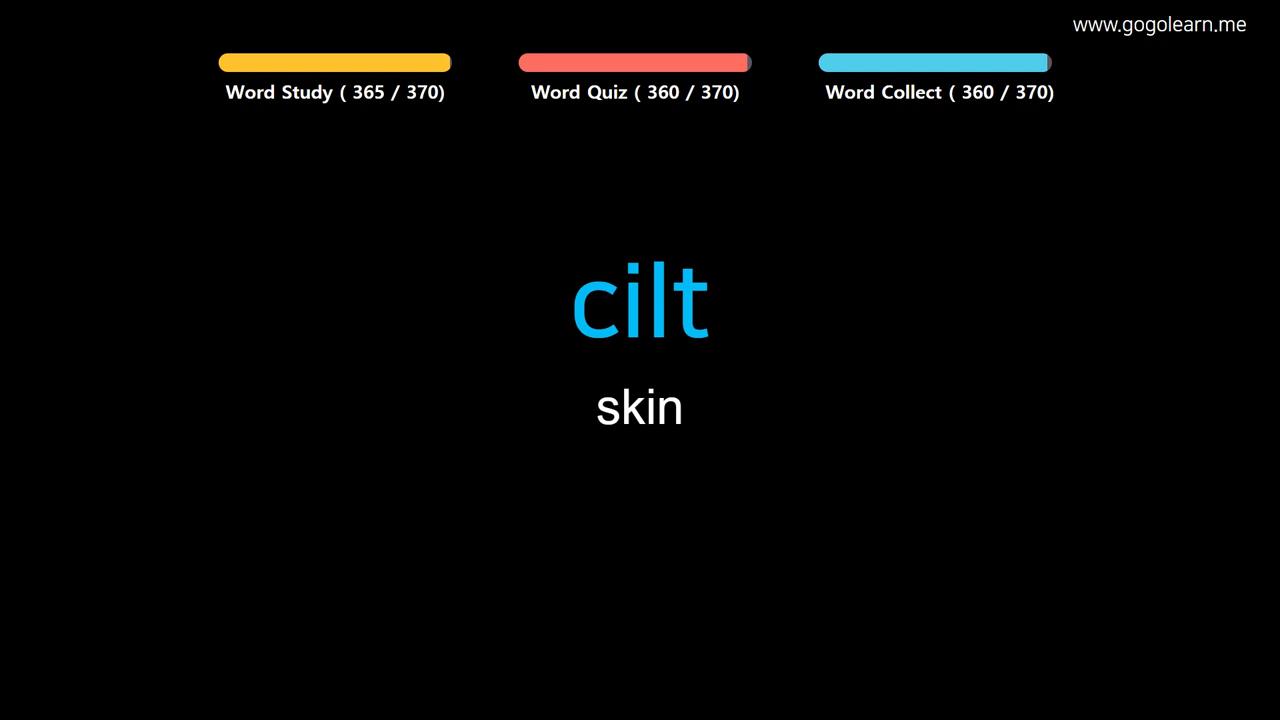 www.gogolearn.me
Word Study ( 365 / 370)
Word Quiz ( 360 / 370)
Word Collect ( 360 / 370)
cilt
skin